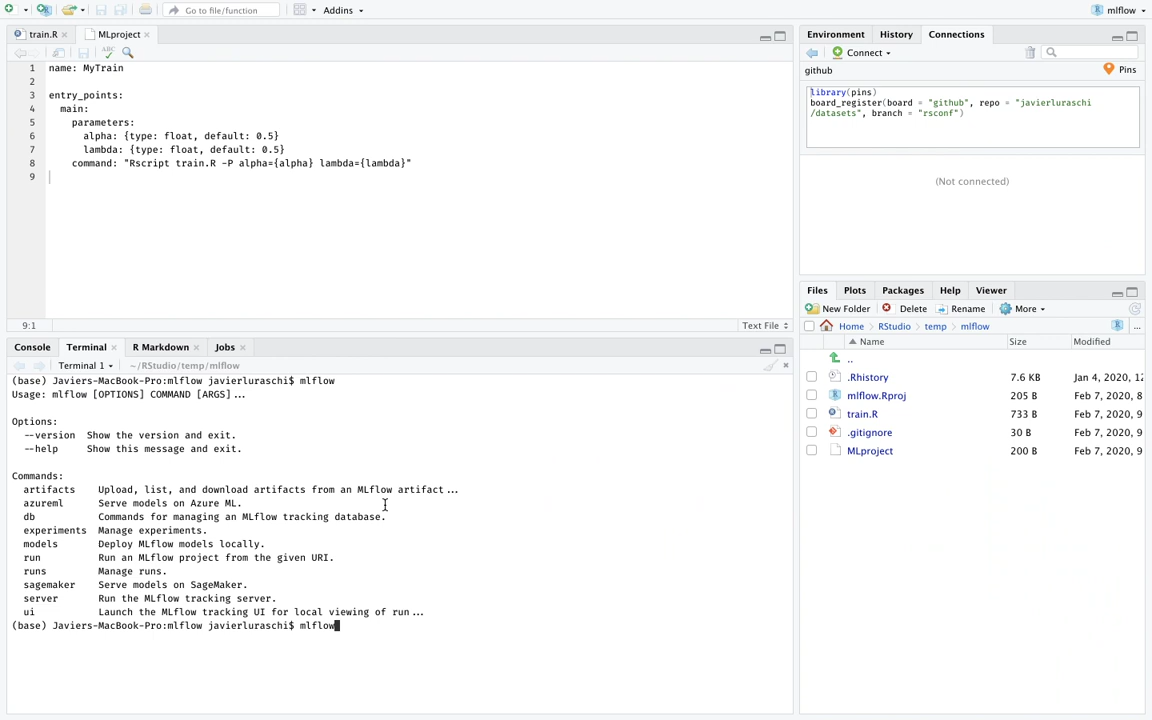 Go to file/function
Addins
mlflow
train.R
MLproject
ABC
1 name: MyTrain
2
3 entry_points:
4 main:
5 parameters:
6 alpha: {type: float, default: 0.5}
7 lambda: {type: float, default: 0.5}
8 command: "Rscript train.R -P alpha={alpha} lambda={lambda}"
9
9:1
Text File
Console
Terminal
R Markdown
Jobs
Terminal 1
~/RStudio/temp/mlflow
(base) Javiers-MacBook-Pro:mlflow javierluraschi$ mlflow
Usage: mlflow [OPTIONS] COMMAND [ARGS]...
Options:
--version Show the version and exit.
--help Show this message and exit.
Commands:
artifacts Upload, list, and download artifacts from an MLflow artifact...
azureml Serve models on Azure ML.
db Commands for managing an MLflow tracking database.
experiments Manage experiments.
models Deploy MLflow models locally.
run Run an MLflow project from the given URI.
runs Manage runs.
sagemaker Serve models on SageMaker.
server Run the MLflow tracking server.
ui Launch the MLflow tracking UI for local viewing of run...
(base) Javiers-MacBook-Pro:mlflow javierluraschi$ mlflow
Environment
History
Connections
Connect
github
Pins
library(pins)
board_register(board = "github", repo = "javierluraschi
/datasets", branch = "rsconf")
(Not connected)
Files
Plots
Packages
Help
Viewer
New Folder
Delete
Rename
More
Home
RStudio
temp
mlflow
...
Name
Size
Modified
..
.Rhistory 7.6 KB Jan 4, 2020, 12
mlflow.Rproj 205 B Feb 7, 2020, 8
train.R 733 B Feb 7, 2020, 9
.gitignore 30 B Feb 7, 2020, 9
MLproject 200 B Feb 7, 2020, 9